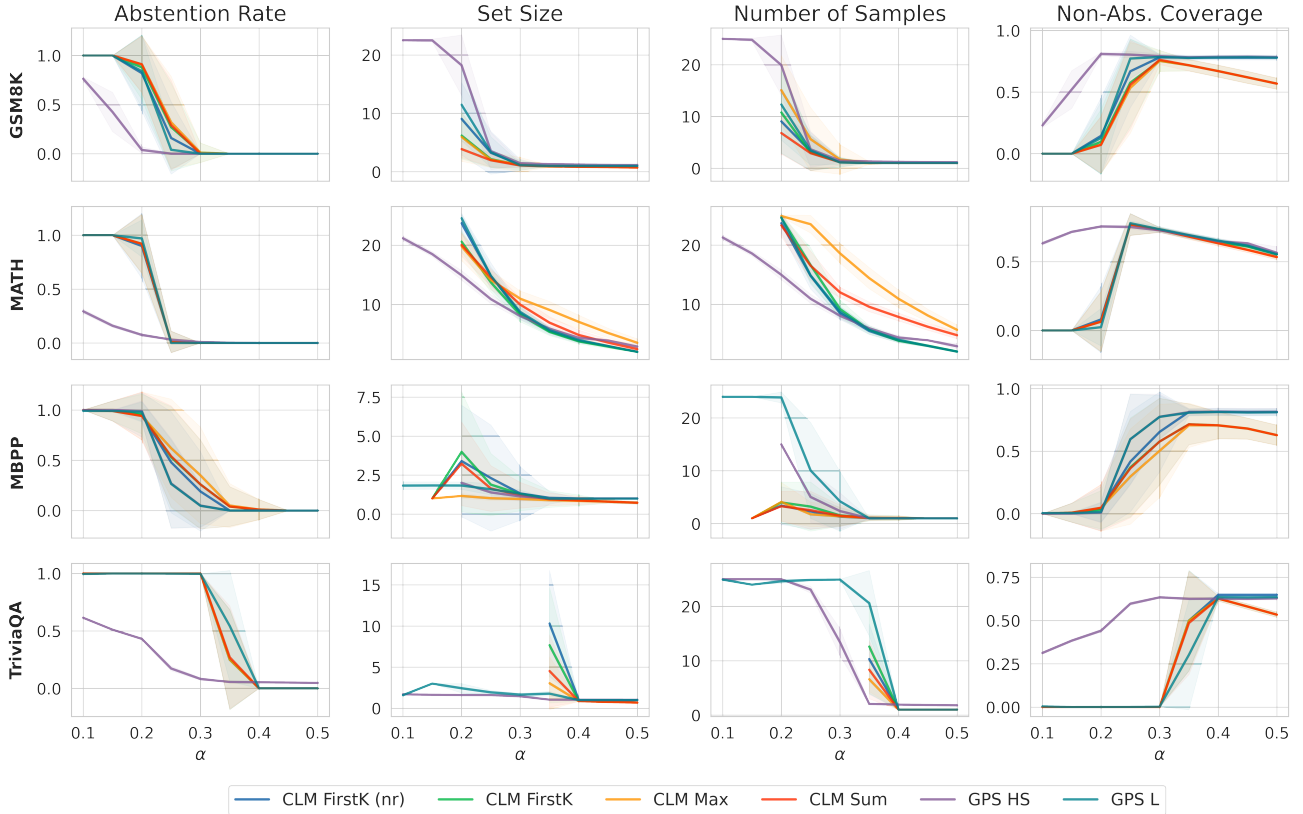 Abstention Rate Set Size Number of Samples Non-Abs. Coverage
GSM8K
1.0 0.5 0.0
20 10 0
20 10 0
1.0 0.5 0.0
MATH
1.0 0.5 0.0
20 10
20 10
0.5 0.0
MBPP
1.0 0.5 0.0
7.5 5.0 2.5 0.0
20 10 0
1.0 0.5 0.0
TriviaQA
1.0 0.5 0.0
15 10 5 0
20 10 0
0.75 0.50 0.25 0.00
0.1 0.2 0.3 0.4 0.5 0.1 0.2 0.3 0.4 0.5 0.1 0.2 0.3 0.4 0.5 0.1 0.2 0.3 0.4 0.5
α α α α
CLM FirstK (nr) CLM FirstK CLM Max CLM Sum GPS HS GPS L